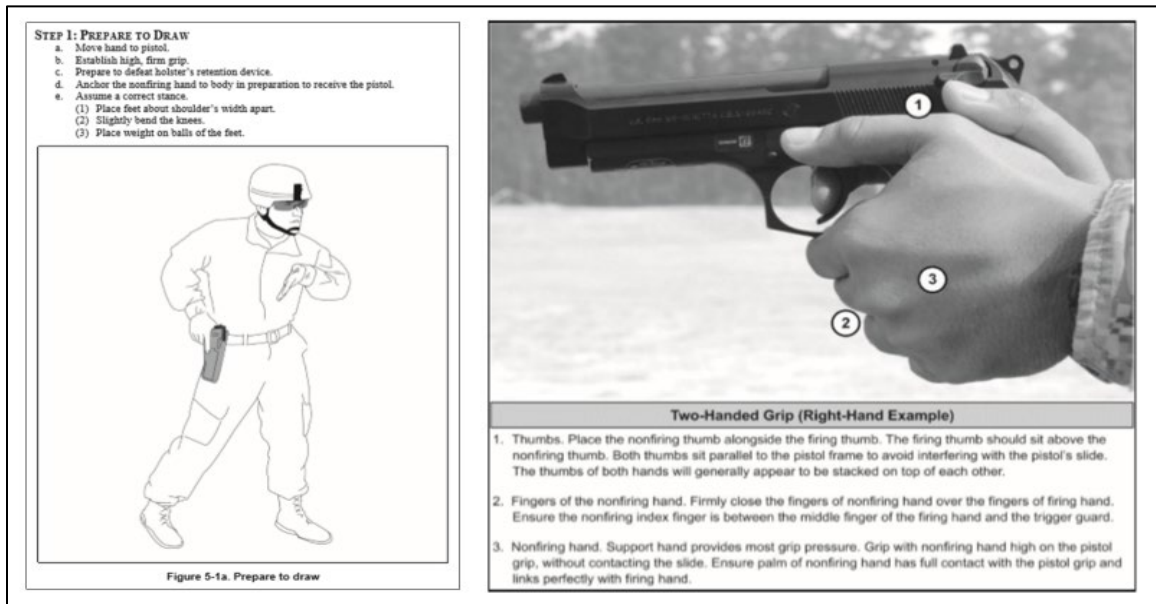 STEP 1: PREPARE TO DRAW
a. Move hand to pistol.
b. Establish high, firm grip.
c. Prepare to defeat holster's retention device.
d. Anchor the nonfiring hand to body in preparation to receive the pistol.
e. Assume a correct stance.
(1) Place feet about shoulder's width apart.
(2) Slightly bend the knees.
(3) Place weight on balls of the feet.
Figure 5-1a. Prepare to draw
1
3
2
Two-Handed Grip (Right-Hand Example)
1. Thumbs. Place the nonfiring thumb alongside the firing thumb. The firing thumb should sit above the
nonfiring thumb. Both thumbs sit parallel to the pistol frame to avoid interfering with the pistol's slide.
The thumbs of both hands will generally appear to be stacked on top of each other.
2. Fingers of the nonfiring hand. Firmly close the fingers of nonfiring hand over the fingers of firing hand.
Ensure the nonfiring index finger is between the middle finger of the firing hand and the trigger guard.
3. Nonfiring hand. Support hand provides most grip pressure. Grip with nonfiring hand high on the pistol
grip, without contacting the slide. Ensure palm of nonfiring hand has full contact with the pistol grip and
links perfectly with firing hand.